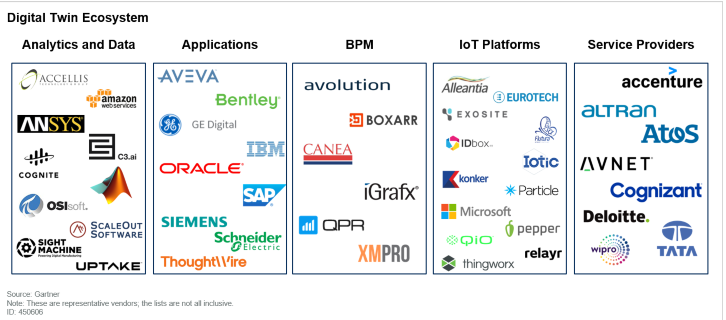 Digital Twin Ecosystem
Analytics and Data
ACCELLIS
amazon
webservices
ANSYS
C3.ai
COGNITE
OSIsoft.
SCALEOUT
SOFTWARE
SIGHT
MACHINE
Powering Digital Manufacturing
UPTAKE
Applications
AVEVA
Bentley
GE Digital
IBM
ORACLE
SAP
SIEMENS
Schneider
Electric
ThoughtWire
BPM
avolution
BOXARR
CANEA
iGrafx
QPR
XMPRO
IoT Platforms
Alleantia
EUROTECH
EXOSITE
IDbox
iotic
konker
Particle
Microsoft
pepper
QiO
relayr
thingworx
Service Providers
accenture
ALTRAN
Atos
AVNET
Cognizant
Deloitte.
wipro
TATA
Source: Gartner
Note: These are representative vendors; the lists are not all inclusive.
ID: 450606